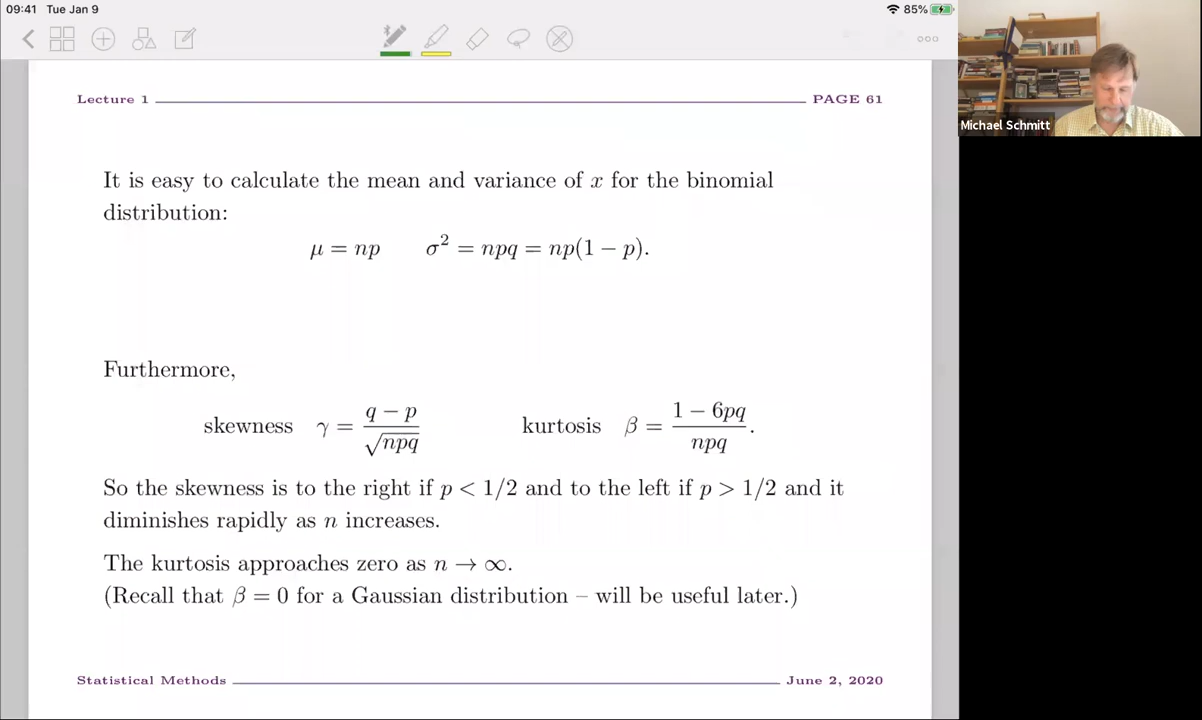 09:41 Tue Jan 9
85%
Lecture 1 PAGE 61
It is easy to calculate the mean and variance of x for the binomial
distribution:
μ = np σ² = npq = np(1 − p).
Furthermore,
skewness γ = (q − p)/√(npq) kurtosis β = (1 − 6pq)/(npq).
So the skewness is to the right if p < 1/2 and to the left if p > 1/2 and it
diminishes rapidly as n increases.
The kurtosis approaches zero as n → ∞.
(Recall that β = 0 for a Gaussian distribution – will be useful later.)
Statistical Methods June 2, 2020
Michael Schmitt